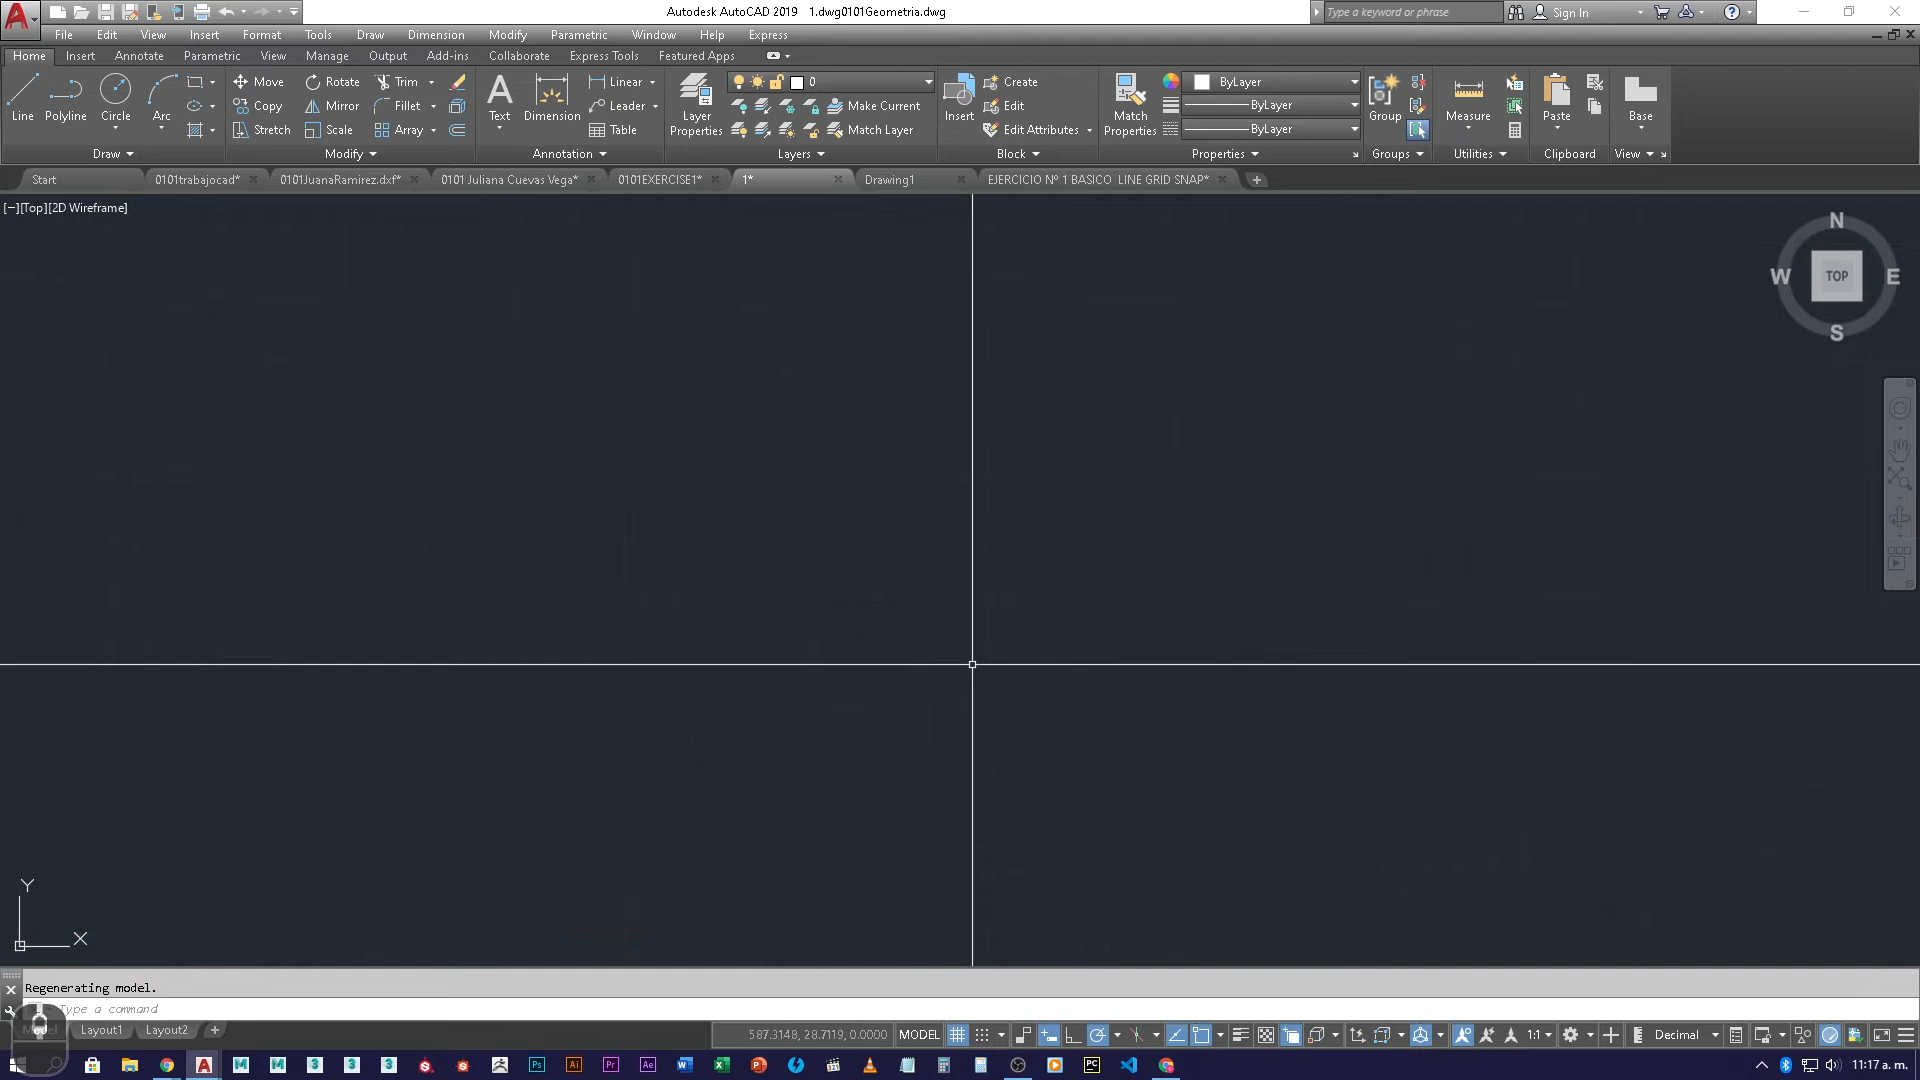 Autodesk AutoCAD 2019 1.dwg0101Geometria.dwg
Type a keyword or phrase
Sign In
File Edit View Insert Format Tools Draw Dimension Modify Parametric Window Help Express
Home Insert Annotate Parametric View Manage Output Add-ins Collaborate Express Tools Featured Apps
Line Polyline Circle Arc
Move Rotate Trim
Copy Mirror Fillet
Stretch Scale Array
Text Dimension
Linear
Leader
Table
Layer Properties
0
Make Current
Match Layer
Insert
Create
Edit
Edit Attributes
Match Properties
ByLayer
ByLayer
ByLayer
Group
Measure
Paste
Base
Draw Modify Annotation Layers Block Properties Groups Utilities Clipboard View
Start 0101trabajocad* 0101JuanaRamirez.dxf* 0101 Juliana Cuevas Vega* 0101EXERCISE1* 1* Drawing1 EJERCICIO Nº 1 BASICO LINE GRID SNAP*
[−][Top][2D Wireframe]
N
W TOP E
S
Y
X
Regenerating model.
Type a command
Layout1 Layout2
587.3148, 28.7119, 0.0000 MODEL 1:1 Decimal
11:17 a. m.